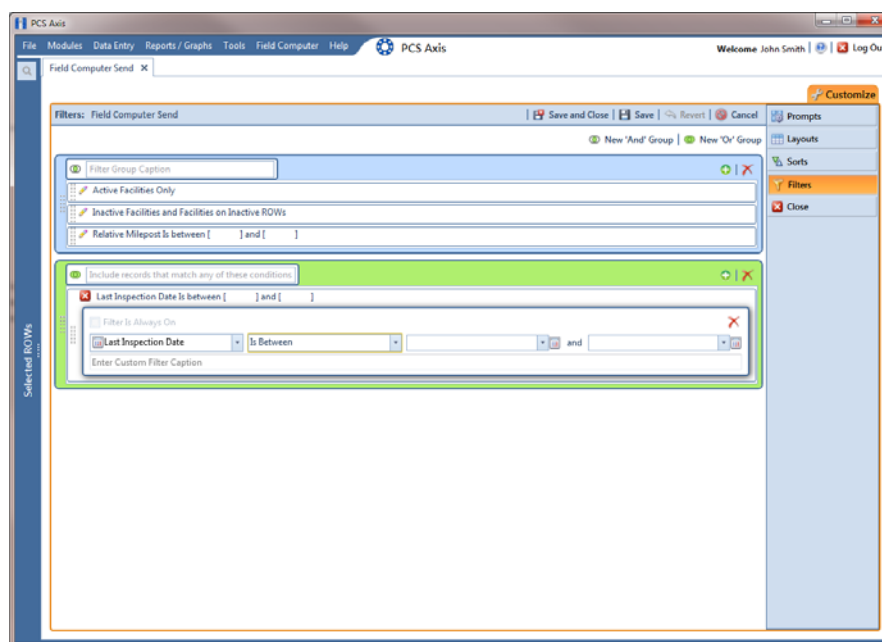 PCS Axis
File Modules Data Entry Reports / Graphs Tools Field Computer Help PCS Axis Welcome John Smith | Log Ou
Field Computer Send
Customize
Filters: Field Computer Send | Save and Close | Save | Revert | Cancel
Prompts
New 'And' Group | New 'Or' Group
Layouts
Filter Group Caption
Sorts
Active Facilities Only
Filters
Inactive Facilities and Facilities on Inactive ROWs
Close
Relative Milepost Is between [ ] and [ ]
Include records that match any of these conditions
Last Inspection Date Is between [ ] and [ ]
Filter Is Always On
Last Inspection Date Is Between and
Enter Custom Filter Caption
Selected ROWs